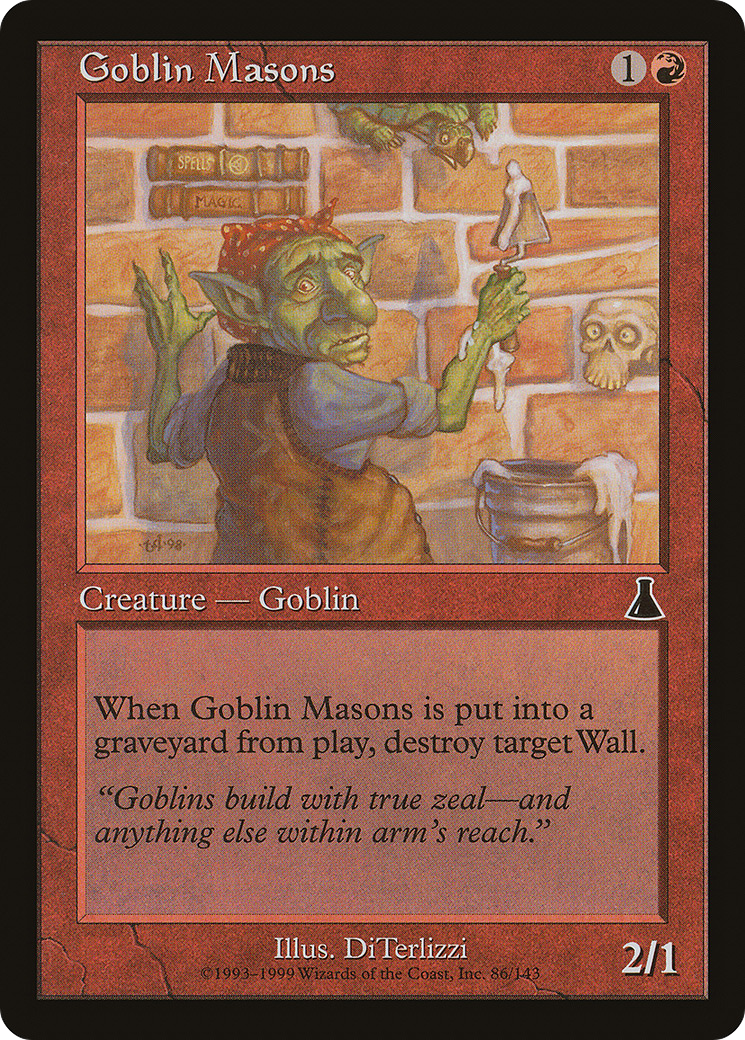 Goblin Masons
1
SPELLS
MAGIC
Creature — Goblin
When Goblin Masons is put into a
graveyard from play, destroy target Wall.
“Goblins build with true zeal—and
anything else within arm’s reach.”
Illus. DiTerlizzi
2/1
©1993–1999 Wizards of the Coast, Inc. 86/143